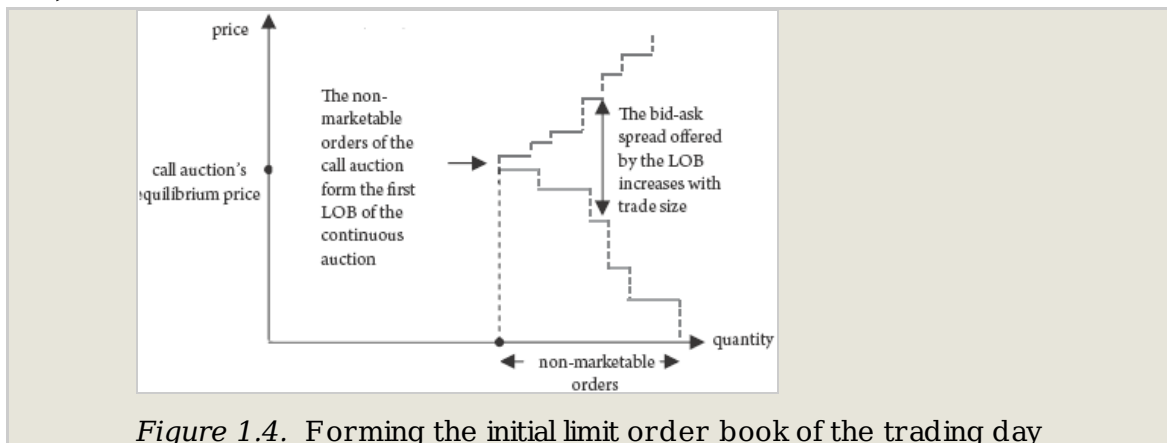 price
The non-
marketable
orders of the
call auction
form the first
LOB of the
continuous
auction
The bid-ask
spread offered
by the LOB
increases with
trade size
call auction's
equilibrium price
quantity
non-marketable
orders
Figure 1.4. Forming the initial limit order book of the trading day